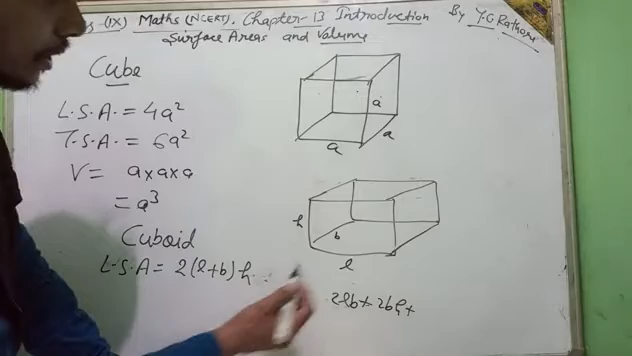 (IX) Maths (NCERT). Chapter-13 Introduction By Y.G Rathore
Surface Areas and Volume
Cube
L.S.A. = 4a²
T.S.A. = 6a²
V = a×a×a
= a³
a
a
a
Cuboid
L.S.A = 2(l+b)h
h
b
l
2lb+2bh+